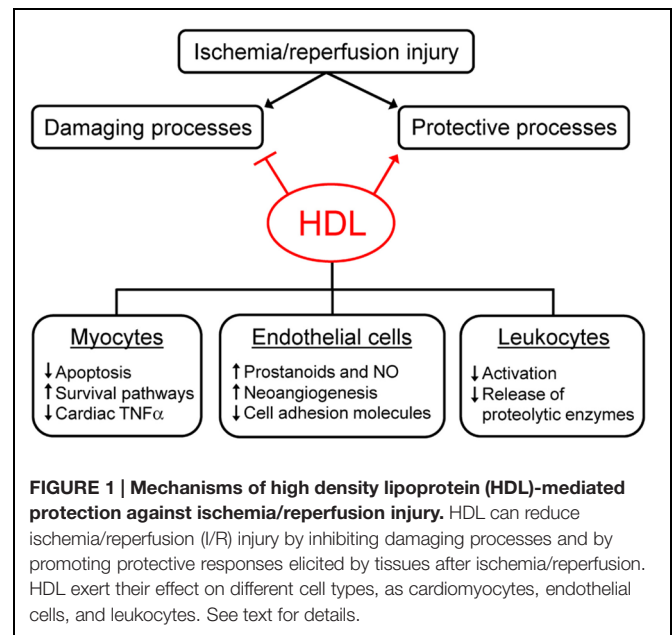 Ischemia/reperfusion injury
Damaging processes
Protective processes
HDL
Myocytes
↓Apoptosis
↑Survival pathways
↓Cardiac TNFα
Endothelial cells
↑Prostanoids and NO
↑Neoangiogenesis
↓Cell adhesion molecules
Leukocytes
↓Activation
↓Release of
proteolytic enzymes
FIGURE 1 | Mechanisms of high density lipoprotein (HDL)-mediated
protection against ischemia/reperfusion injury. HDL can reduce
ischemia/reperfusion (I/R) injury by inhibiting damaging processes and by
promoting protective responses elicited by tissues after ischemia/reperfusion.
HDL exert their effect on different cell types, as cardiomyocytes, endothelial
cells, and leukocytes. See text for details.